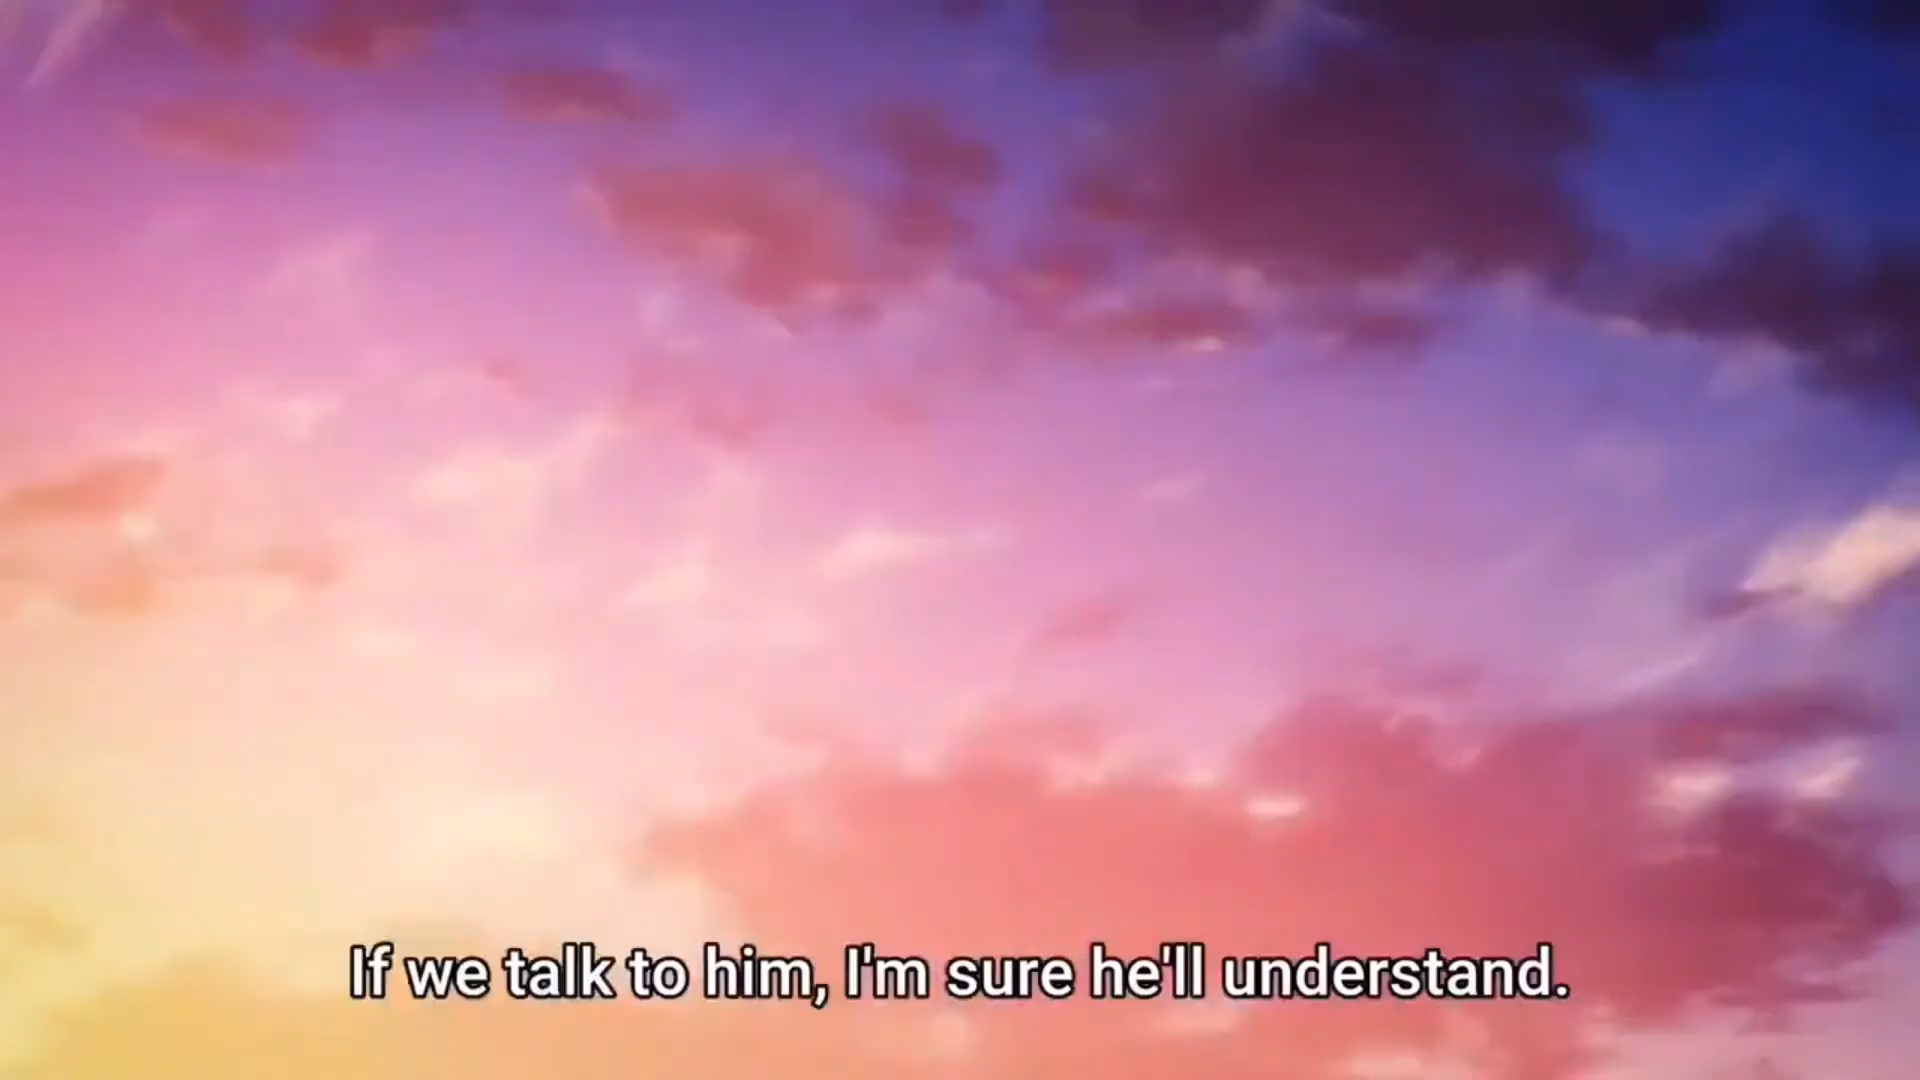 If we talk to him, I'm sure he'll understand.